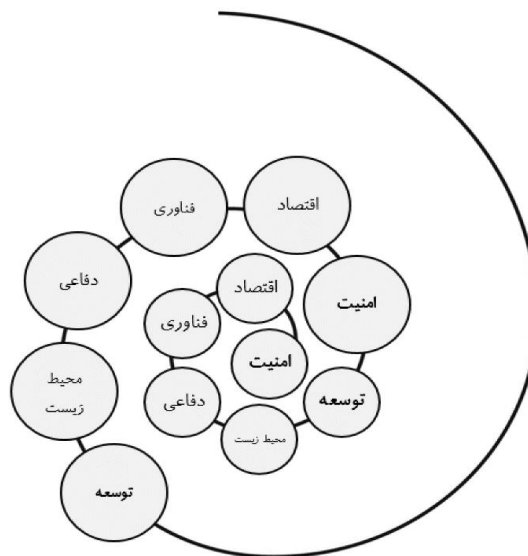 امنیت
اقتصاد
فناوری
دفاعی
محیط زیست
توسعه
امنیت
اقتصاد
فناوری
دفاعی
محیط
زیست
توسعه